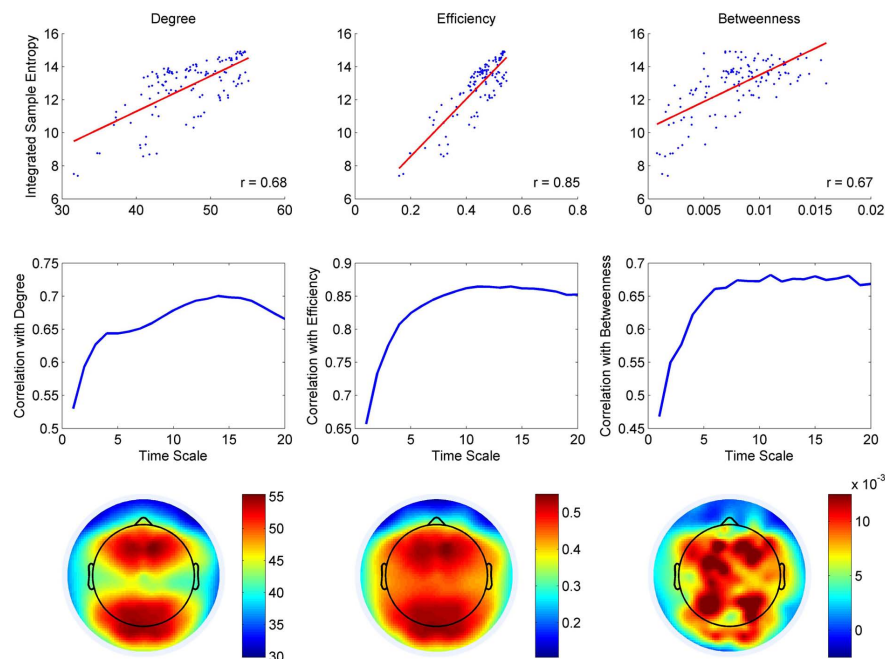 Degree Efficiency Betweenness
Integrated Sample Entropy
16 14 12 10 8 6
r = 0.68
30 40 50 60
16 14 12 10 8 6
r = 0.85
0 0.2 0.4 0.6 0.8
16 14 12 10 8 6
r = 0.67
0 0.005 0.01 0.015 0.02
Correlation with Degree
0.75 0.7 0.65 0.6 0.55 0.5
0 5 10 15 20
Time Scale
Correlation with Efficiency
0.9 0.85 0.8 0.75 0.7 0.65
0 5 10 15 20
Time Scale
Correlation with Betweenness
0.7 0.65 0.6 0.55 0.5 0.45
0 5 10 15 20
Time Scale
55 50 45 40 35 30
0.5 0.4 0.3 0.2
x 10-3
10 5 0